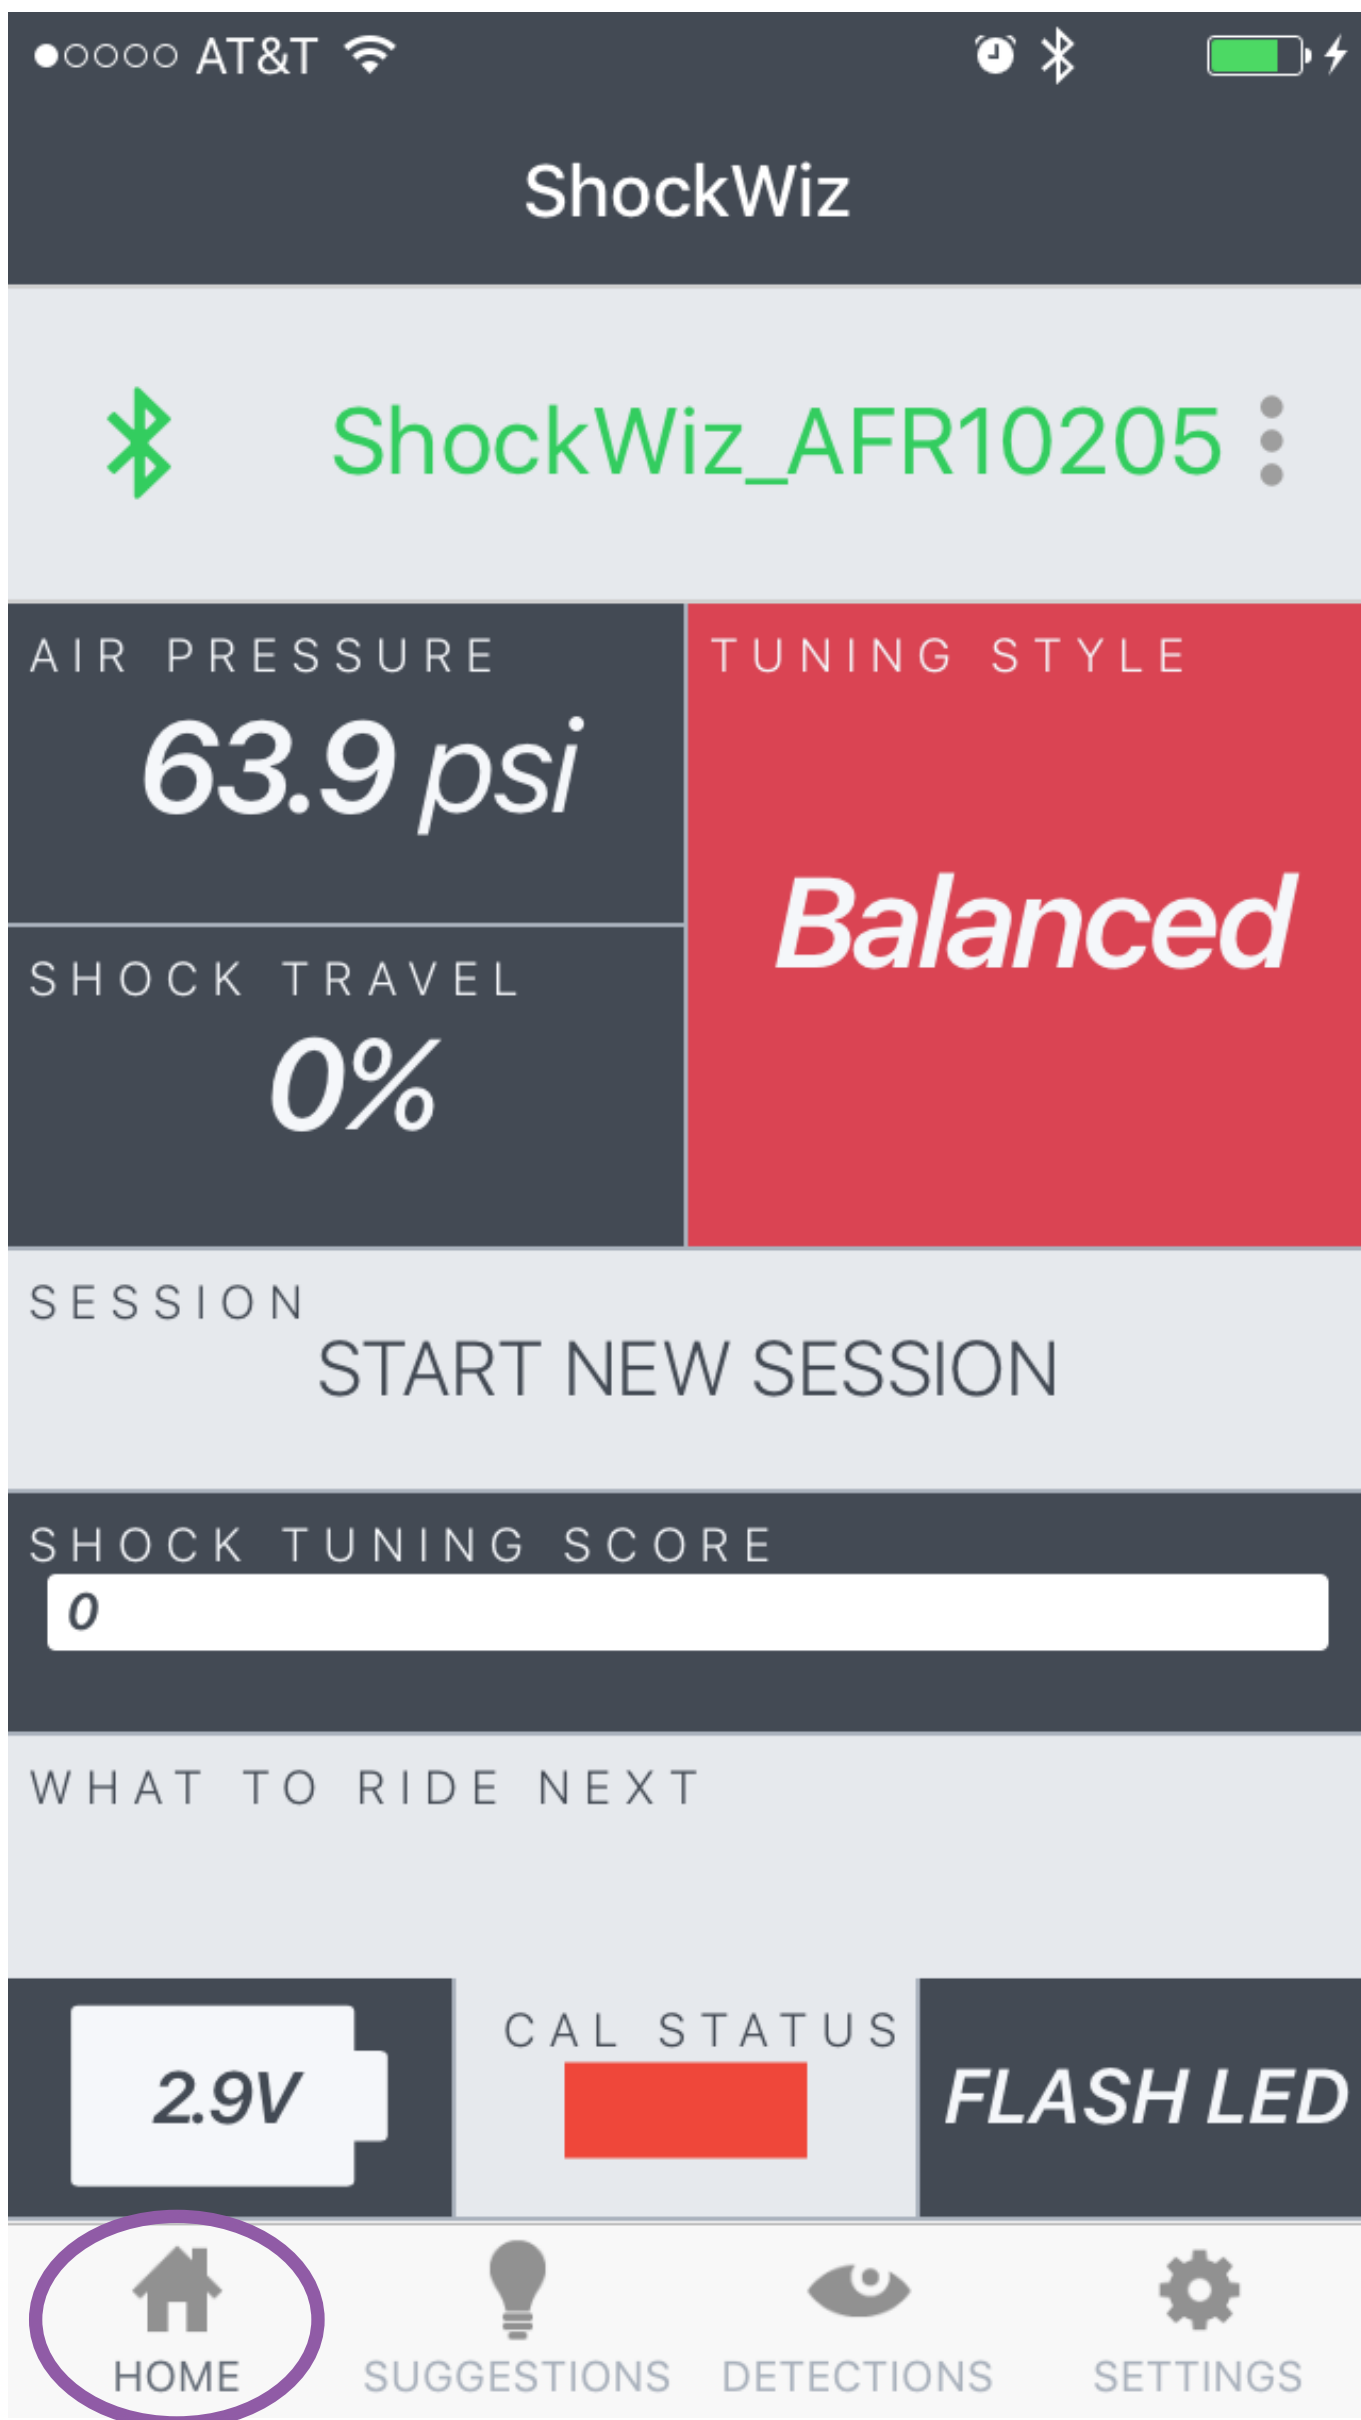 AT&T
ShockWiz
ShockWiz_AFR10205
AIR PRESSURE
63.9 psi
TUNING STYLE
Balanced
SHOCK TRAVEL
0%
SESSION
START NEW SESSION
SHOCK TUNING SCORE
0
WHAT TO RIDE NEXT
2.9V
CAL STATUS
FLASH LED
HOME
SUGGESTIONS
DETECTIONS
SETTINGS